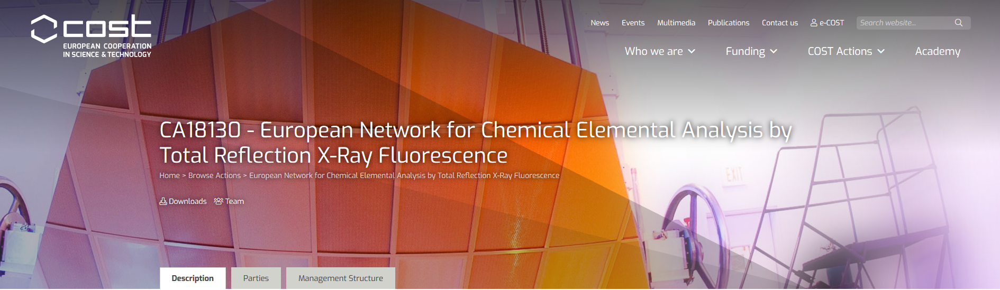 cost
EUROPEAN COOPERATION
IN SCIENCE & TECHNOLOGY
News Events Multimedia Publications Contact us e-COST Search website...
Who we are Funding COST Actions Academy
CA18130 - European Network for Chemical Elemental Analysis by
Total Reflection X-Ray Fluorescence
Home > Browse Actions > European Network for Chemical Elemental Analysis by Total Reflection X-Ray Fluorescence
EXIT
Downloads Team
Description Parties Management Structure